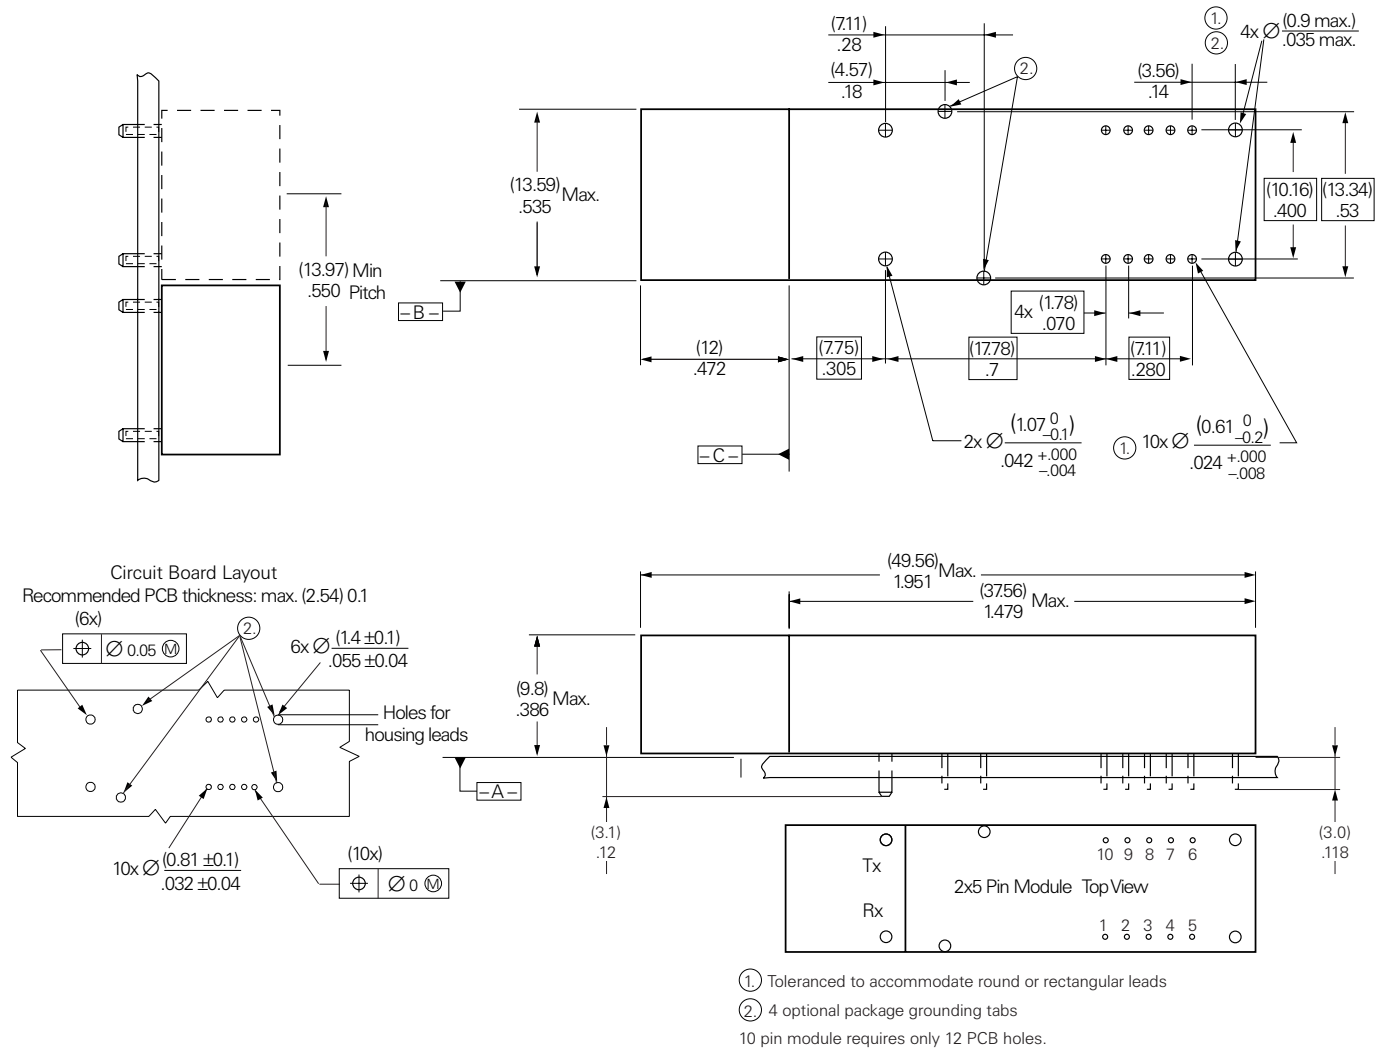 (7.11)
.28
(4.57)
.18
2.
1.
2.
4x Ø (0.9 max.)
.035 max.
(3.56)
.14
(13.59) Max.
.535
(10.16)
.400
(13.34)
.53
(13.97) Min
.550 Pitch
–B–
4x (1.78)
.070
(12)
.472
(7.75)
.305
(17.78)
.7
(7.11)
.280
–C–
2x Ø (1.07 0 –0.1)
.042 +.000 –.004
1. 10x Ø (0.61 0 –0.2)
.024 +.000 –.008
Circuit Board Layout
Recommended PCB thickness: max. (2.54) 0.1
(6x)
⌖ Ø 0.05 Ⓜ
2.
6x Ø (1.4 ±0.1)
.055 ±0.04
Holes for
housing leads
10x Ø (0.81 ±0.1)
.032 ±0.04
(10x)
⌖ Ø 0 Ⓜ
(49.56) Max.
1.951
(37.56) Max.
1.479
(9.8) Max.
.386
–A–
(3.1)
.12
(3.0)
.118
Tx
Rx
10 9 8 7 6
2x5 Pin Module Top View
1 2 3 4 5
1. Toleranced to accommodate round or rectangular leads
2. 4 optional package grounding tabs
10 pin module requires only 12 PCB holes.